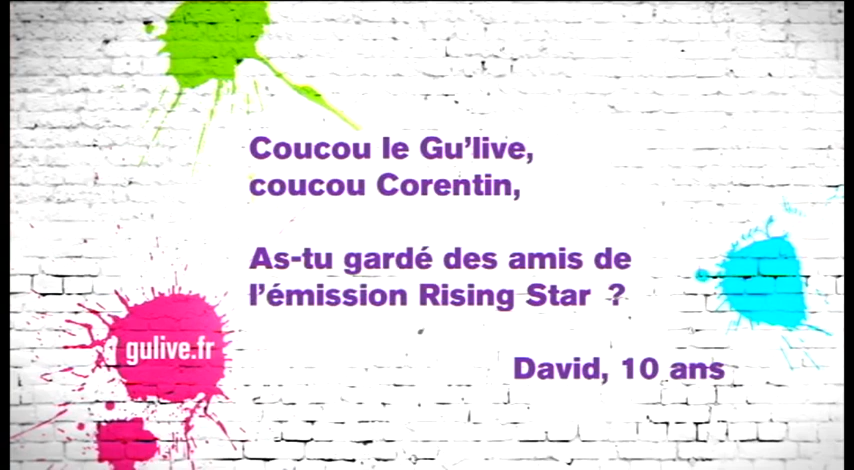 Coucou le Gu'live,
coucou Corentin,
As-tu gardé des amis de
l'émission Rising Star ?
gulive.fr
David, 10 ans